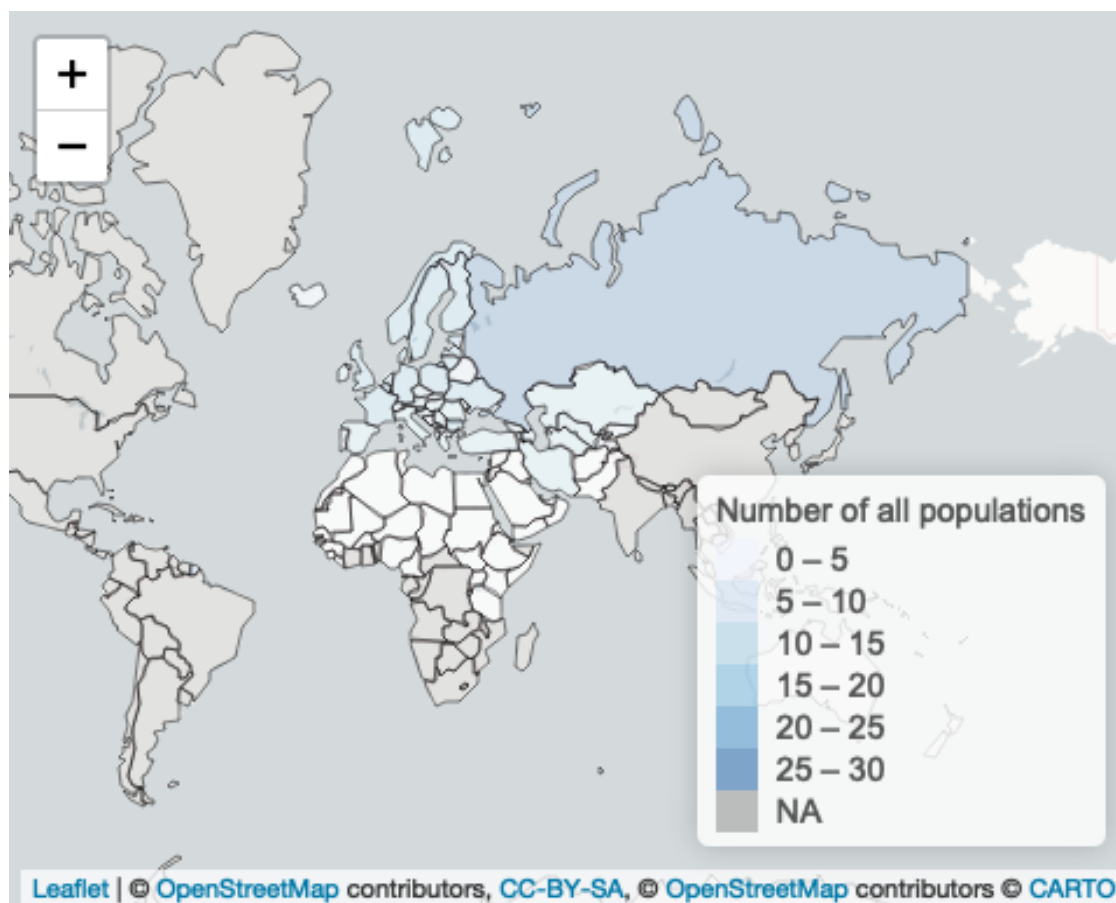 +
−
Number of all populations
0 – 5
5 – 10
10 – 15
15 – 20
20 – 25
25 – 30
NA
Leaflet | © OpenStreetMap contributors, CC-BY-SA, © OpenStreetMap contributors © CARTO